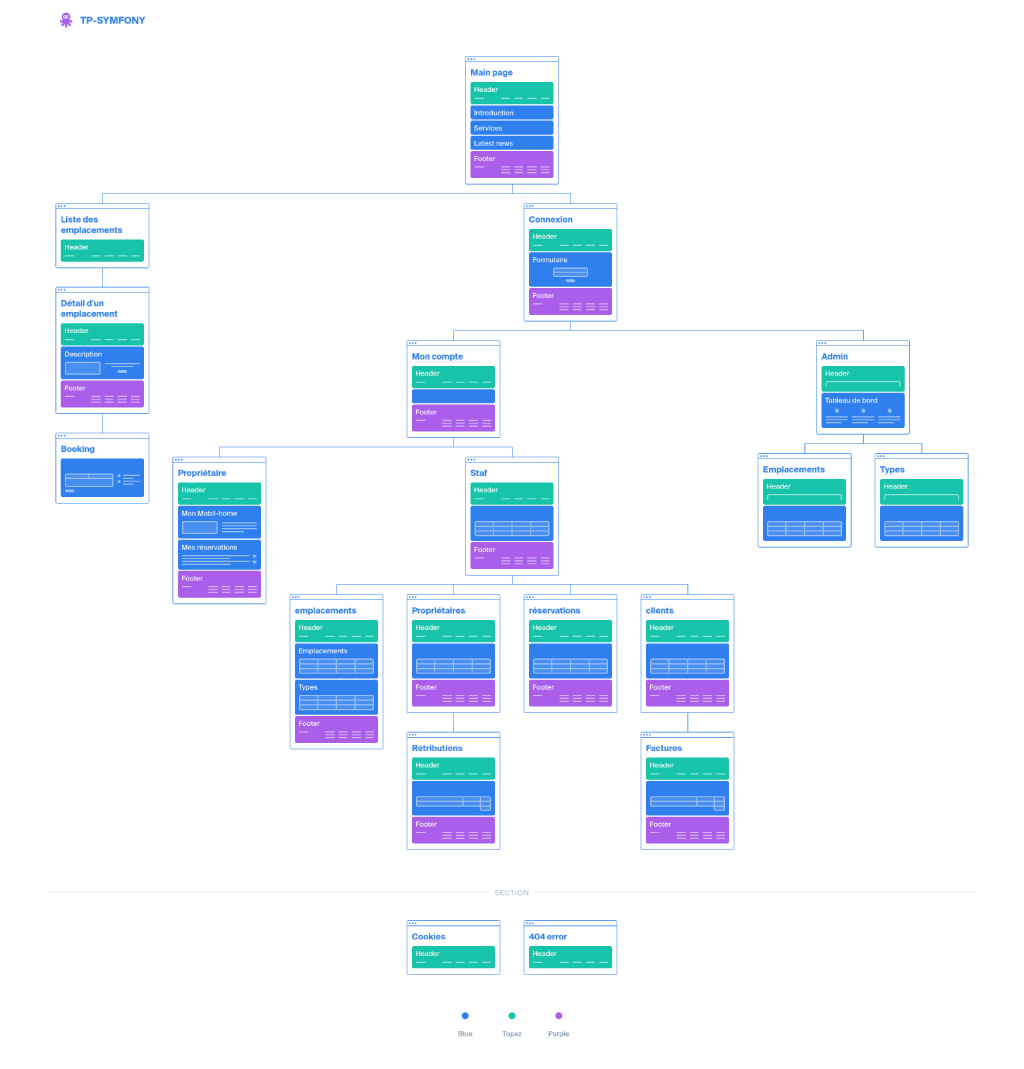 TP-SYMFONY
Main page
Header
Introduction
Services
Latest news
Footer
Liste des
emplacements
Header
Connexion
Header
Formulaire
Footer
Détail d'un
emplacement
Header
Description
Footer
Mon compte
Header
Footer
Admin
Header
Tableau de bord
Booking
Propriétaire
Header
Mon Mobil-home
Mes réservations
Footer
Staf
Header
Footer
Emplacements
Header
Types
Header
emplacements
Header
Emplacements
Types
Footer
Propriétaires
Header
Footer
réservations
Header
Footer
clients
Header
Footer
Rétributions
Header
Footer
Factures
Header
Footer
SECTION
Cookies
Header
404 error
Header
Blue
Topaz
Purple